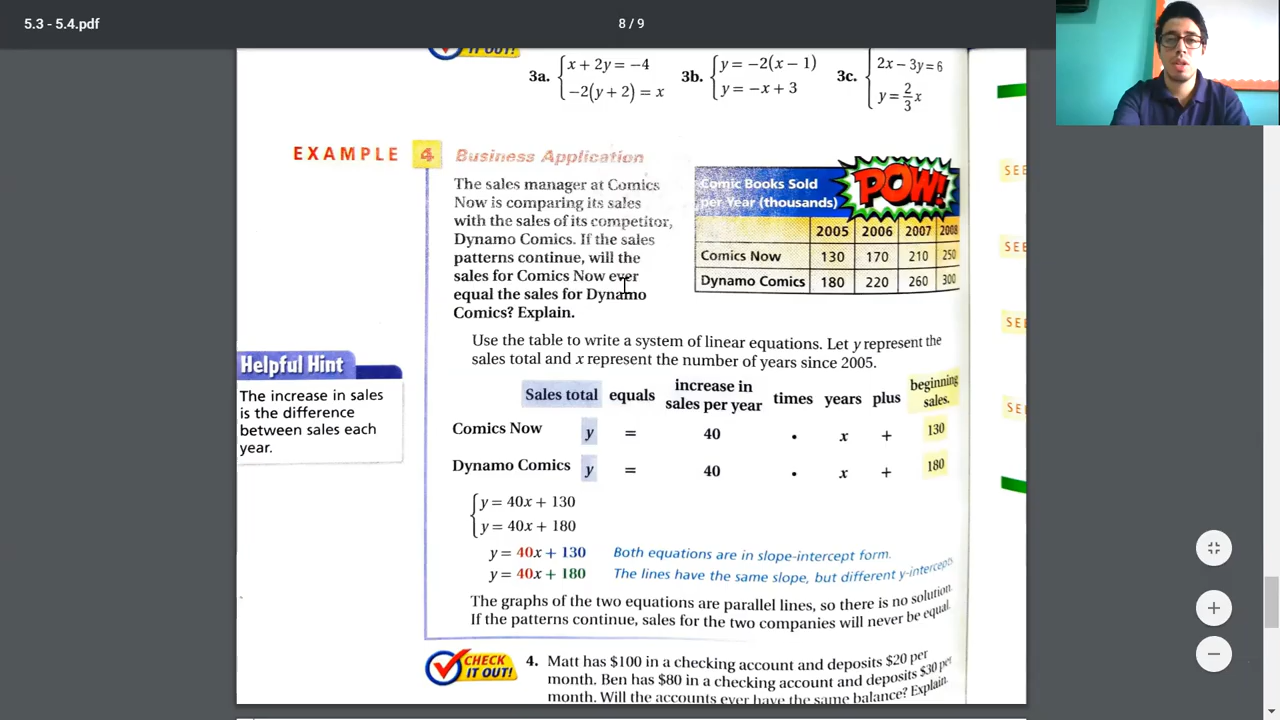 5.3 - 5.4.pdf
8 / 9
IT OUT!
3a. x + 2y = −4
−2(y + 2) = x
3b. y = −2(x − 1)
y = −x + 3
3c. 2x − 3y = 6
y = 2/3 x
EXAMPLE 4 Business Application
The sales manager at Comics
Now is comparing its sales
with the sales of its competitor,
Dynamo Comics. If the sales
patterns continue, will the
sales for Comics Now ever
equal the sales for Dynamo
Comics? Explain.
Comic Books Sold
per Year (thousands)
POW!
2005 2006 2007 2008
Comics Now 130 170 210 250
Dynamo Comics 180 220 260 300
Use the table to write a system of linear equations. Let y represent the
sales total and x represent the number of years since 2005.
Helpful Hint
The increase in sales
is the difference
between sales each
year.
Sales total equals increase in sales per year times years plus beginning sales.
Comics Now y = 40 · x + 130
Dynamo Comics y = 40 · x + 180
y = 40x + 130
y = 40x + 180
y = 40x + 130 Both equations are in slope-intercept form.
y = 40x + 180 The lines have the same slope, but different y-intercepts.
The graphs of the two equations are parallel lines, so there is no solution.
If the patterns continue, sales for the two companies will never be equal.
CHECK IT OUT!
4. Matt has $100 in a checking account and deposits $20 per
month. Ben has $80 in a checking account and deposits $30 per
month. Will the accounts ever have the same balance? Explain.
SEE
SEE
SEE
SEE